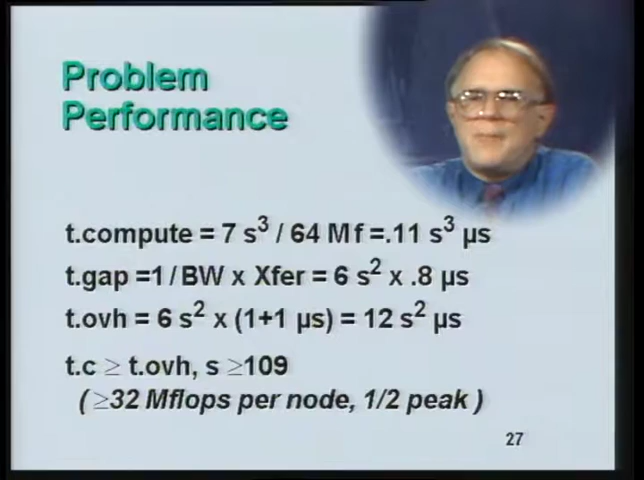 Problem
Performance
t.compute = 7 s³ / 64 Mf =.11 s³ µs
t.gap =1/BW x Xfer = 6 s² x .8 µs
t.ovh = 6 s² x (1+1 µs) = 12 s² µs
t.c ≥ t.ovh, s ≥109
(≥32 Mflops per node, 1/2 peak)
27